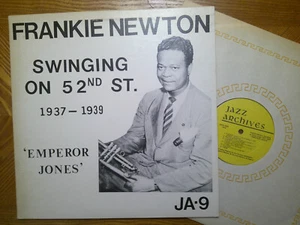 FRANKIE NEWTON
SWINGING
ON 52ND ST.
1937 — 1939
'EMPEROR
JONES'
JA·9
JAZZ
ARCHIVES